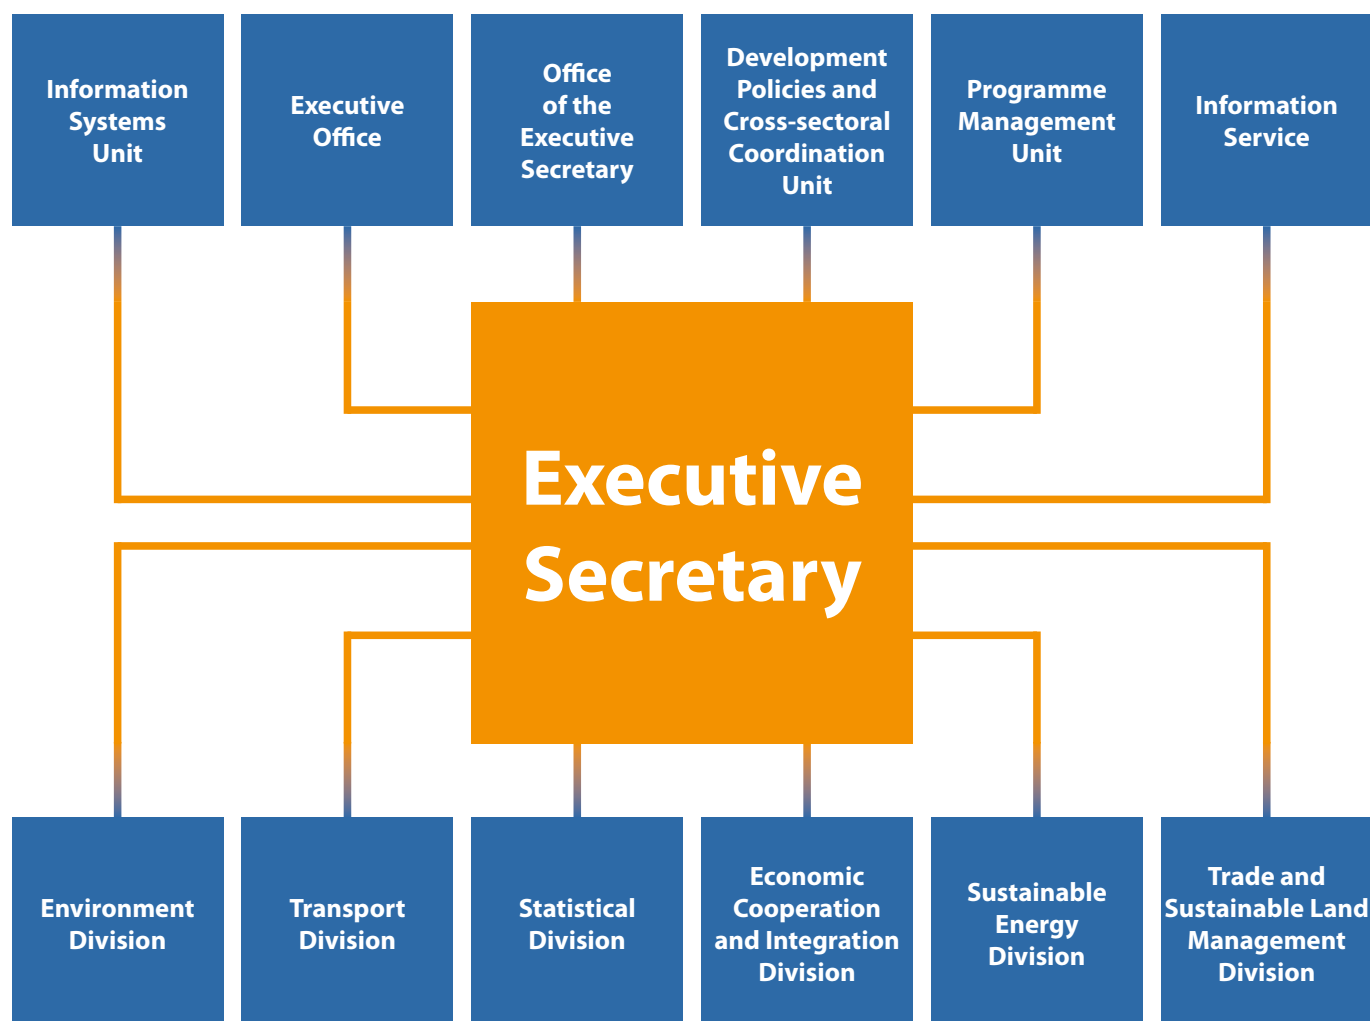 Information
Systems
Unit
Executive
Office
Office
of the
Executive
Secretary
Development
Policies and
Cross-sectoral
Coordination
Unit
Programme
Management
Unit
Information
Service
Executive
Secretary
Environment
Division
Transport
Division
Statistical
Division
Economic
Cooperation
and Integration
Division
Sustainable
Energy
Division
Trade and
Sustainable Land
Management
Division